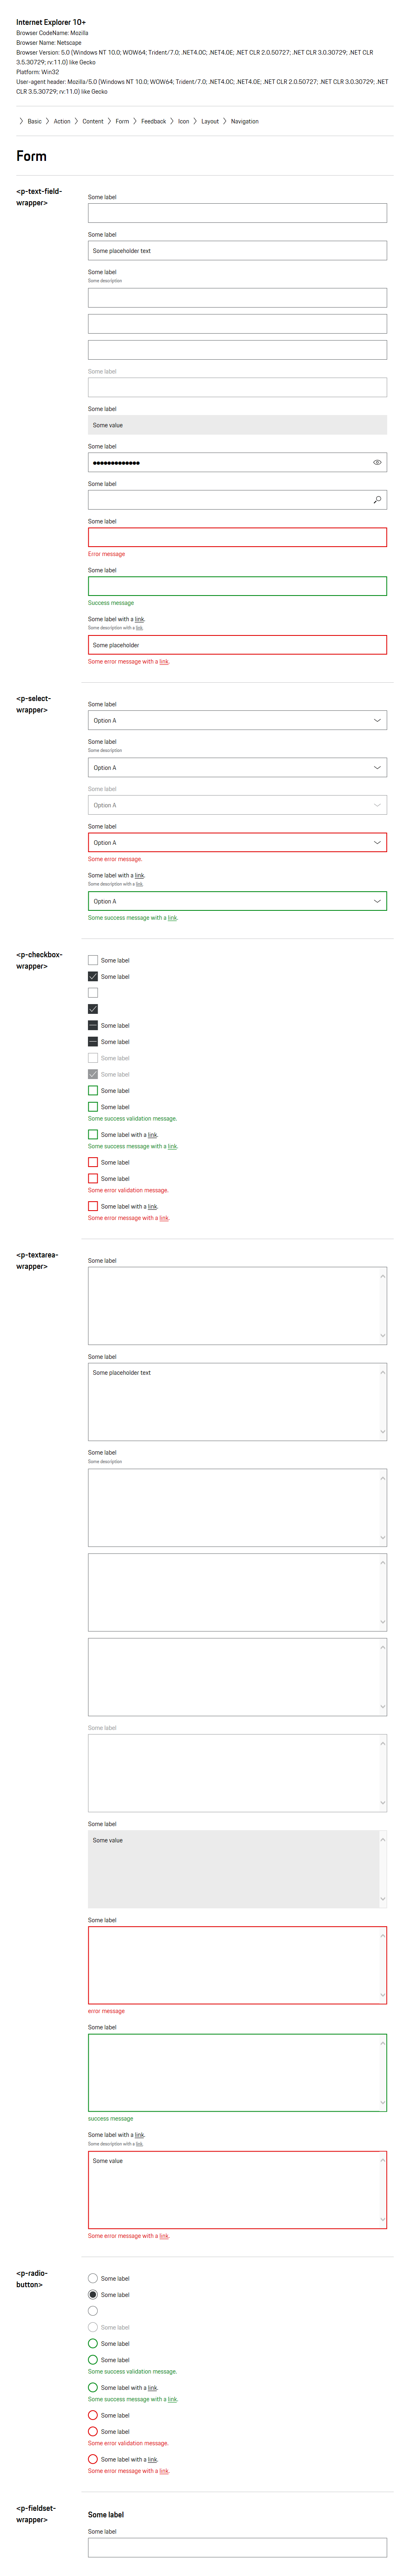 Internet Explorer 10+
Browser CodeName: Mozilla
Browser Name: Netscape
Browser Version: 5.0 (Windows NT 10.0; WOW64; Trident/7.0; .NET4.0C; .NET4.0E; .NET CLR 2.0.50727; .NET CLR 3.0.30729; .NET CLR
3.5.30729; rv:11.0) like Gecko
Platform: Win32
User-agent header: Mozilla/5.0 (Windows NT 10.0; WOW64; Trident/7.0; .NET4.0C; .NET4.0E; .NET CLR 2.0.50727; .NET CLR 3.0.30729; .NET
CLR 3.5.30729; rv:11.0) like Gecko
Basic Action Content Form Feedback Icon Layout Navigation
Form
<p-text-field-
wrapper>
Some label
Some label
Some placeholder text
Some label
Some description
Some label
Some label
Some value
Some label
Some label
Some label
Error message
Some label
Success message
Some label with a link.
Some description with a link.
Some placeholder
Some error message with a link.
<p-select-
wrapper>
Some label
Option A
Some label
Some description
Option A
Some label
Option A
Some label
Option A
Some error message.
Some label with a link.
Some description with a link.
Option A
Some success message with a link.
<p-checkbox-
wrapper>
Some label
Some label
Some label
Some label
Some label
Some label
Some label
Some label
Some success validation message.
Some label with a link.
Some success message with a link.
Some label
Some label
Some error validation message.
Some label with a link.
Some error message with a link.
<p-textarea-
wrapper>
Some label
Some label
Some placeholder text
Some label
Some description
Some label
Some label
Some value
Some label
error message
Some label
success message
Some label with a link.
Some description with a link.
Some value
Some error message with a link.
<p-radio-
button>
Some label
Some label
Some label
Some label
Some label
Some success validation message.
Some label with a link.
Some success message with a link.
Some label
Some label
Some error validation message.
Some label with a link.
Some error message with a link.
<p-fieldset-
wrapper>
Some label
Some label